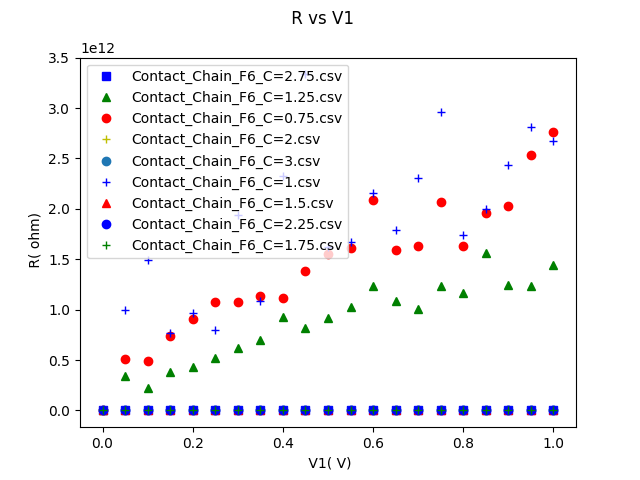 R vs V1
1e12
3.5
3.0
2.5
2.0
1.5
1.0
0.5
0.0
R( ohm)
Contact_Chain_F6_C=2.75.csv
Contact_Chain_F6_C=1.25.csv
Contact_Chain_F6_C=0.75.csv
Contact_Chain_F6_C=2.csv
Contact_Chain_F6_C=3.csv
Contact_Chain_F6_C=1.csv
Contact_Chain_F6_C=1.5.csv
Contact_Chain_F6_C=2.25.csv
Contact_Chain_F6_C=1.75.csv
0.0 0.2 0.4 0.6 0.8 1.0
V1( V)